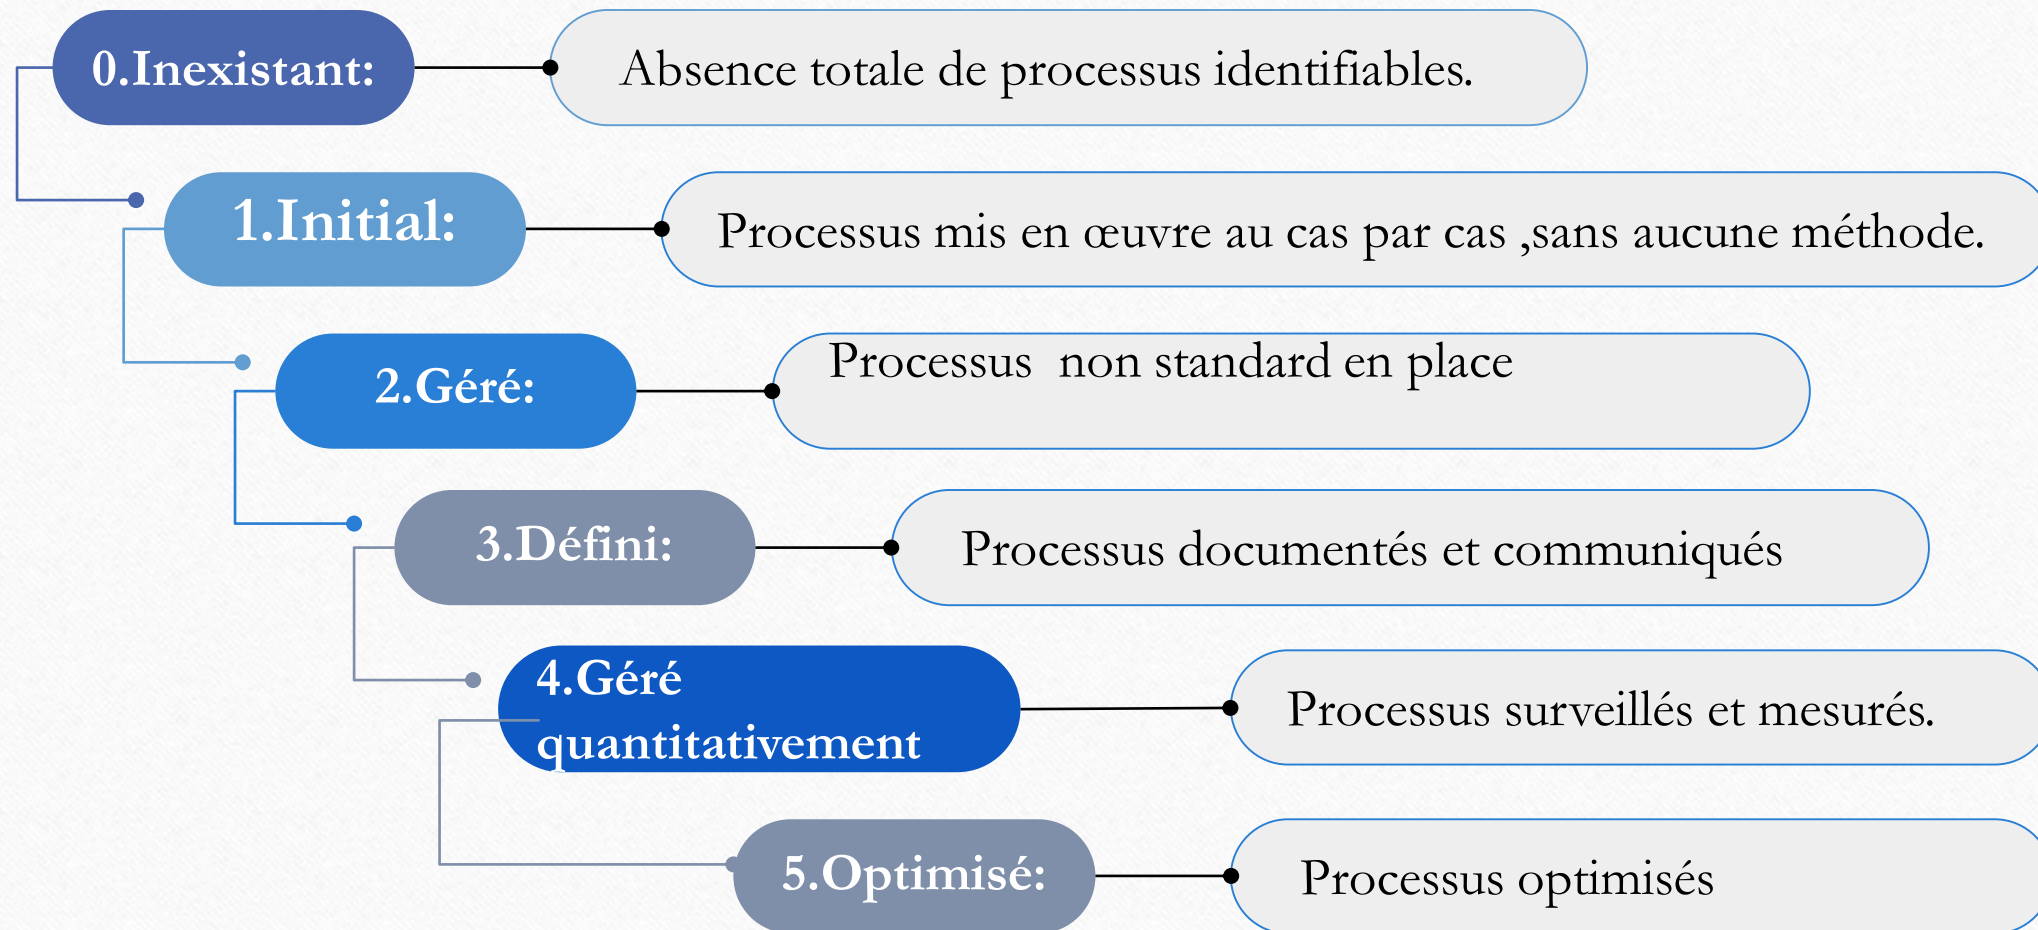 0.Inexistant:
Absence totale de processus identifiables.
1.Initial:
Processus mis en œuvre au cas par cas ,sans aucune méthode.
2.Géré:
Processus  non standard en place
3.Défini:
Processus documentés et communiqués
4.Géré
quantitativement
Processus surveillés et mesurés.
5.Optimisé:
Processus optimisés